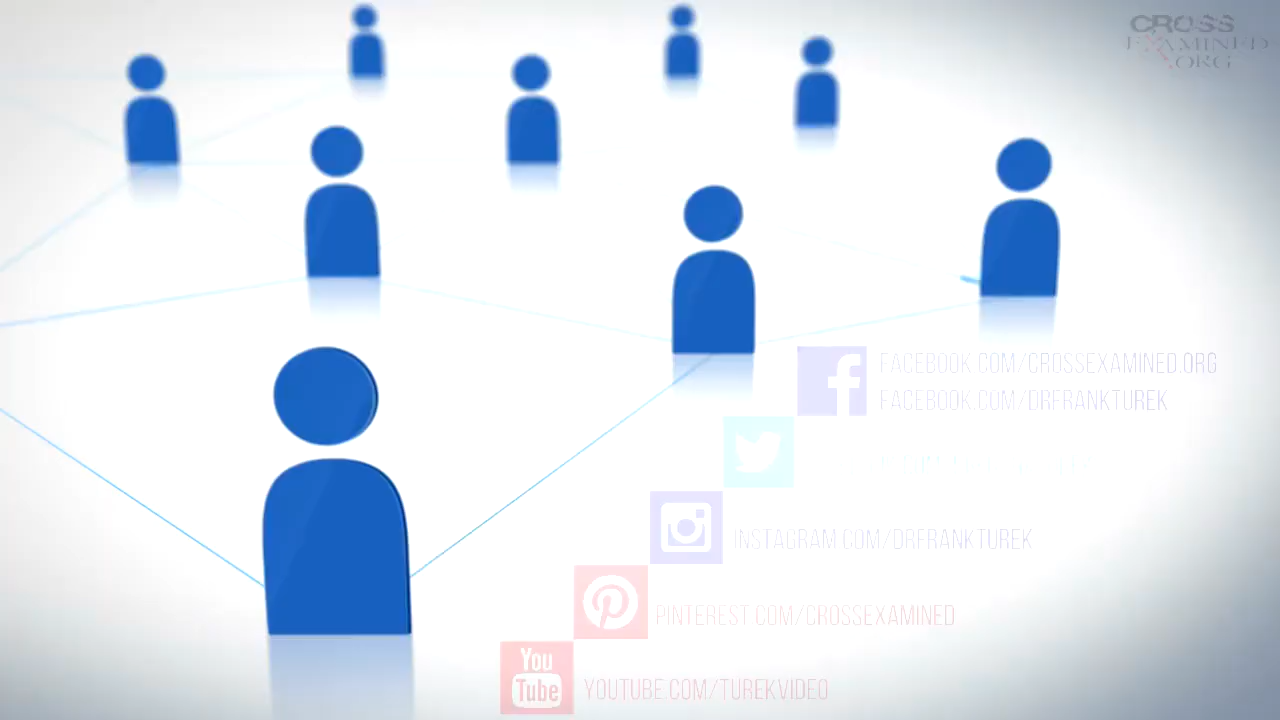 CROSS
EXAMINED
.ORG
FACEBOOK.COM/CROSSEXAMINED.ORG
FACEBOOK.COM/DRFRANKTUREK
INSTAGRAM.COM/DRFRANKTUREK
PINTEREST.COM/CROSSEXAMINED
You
Tube
YOUTUBE.COM/TUREKVIDEO